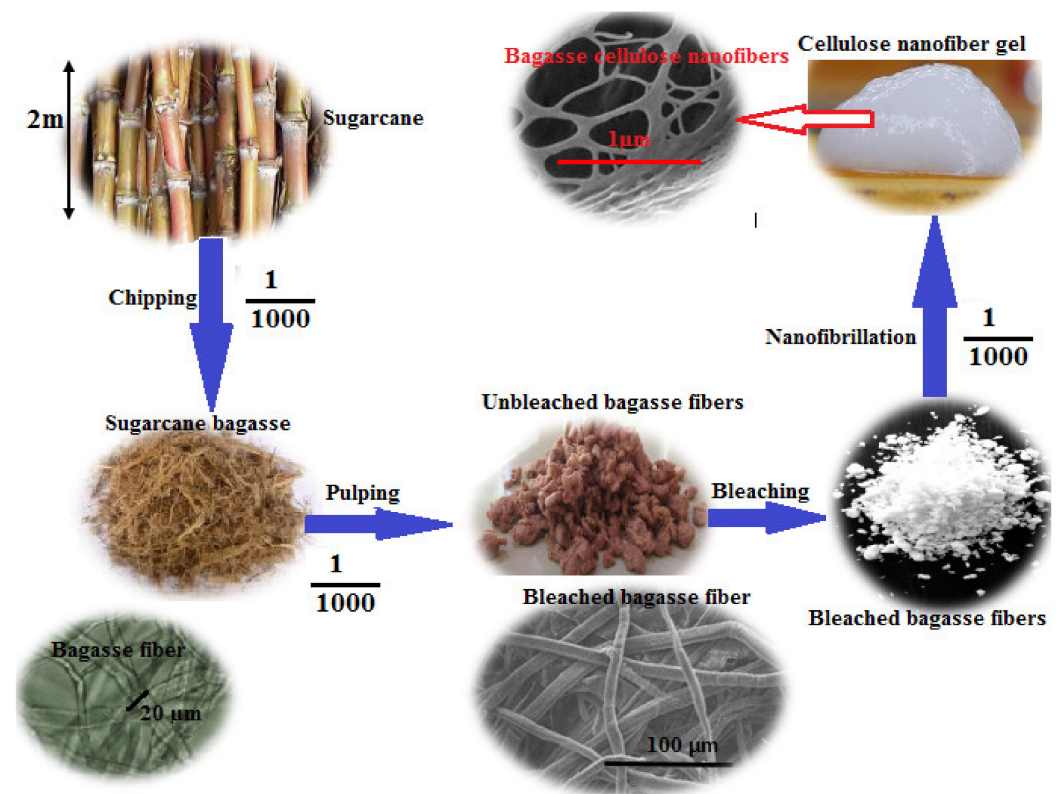 2m
Sugarcane
Chipping
1
1000
Sugarcane bagasse
Pulping
1
1000
Bagasse fiber
20 μm
Unbleached bagasse fibers
Bleaching
Bleached bagasse fiber
100 μm
Bleached bagasse fibers
Nanofibrillation
1
1000
Cellulose nanofiber gel
Bagasse cellulose nanofibers
1μm